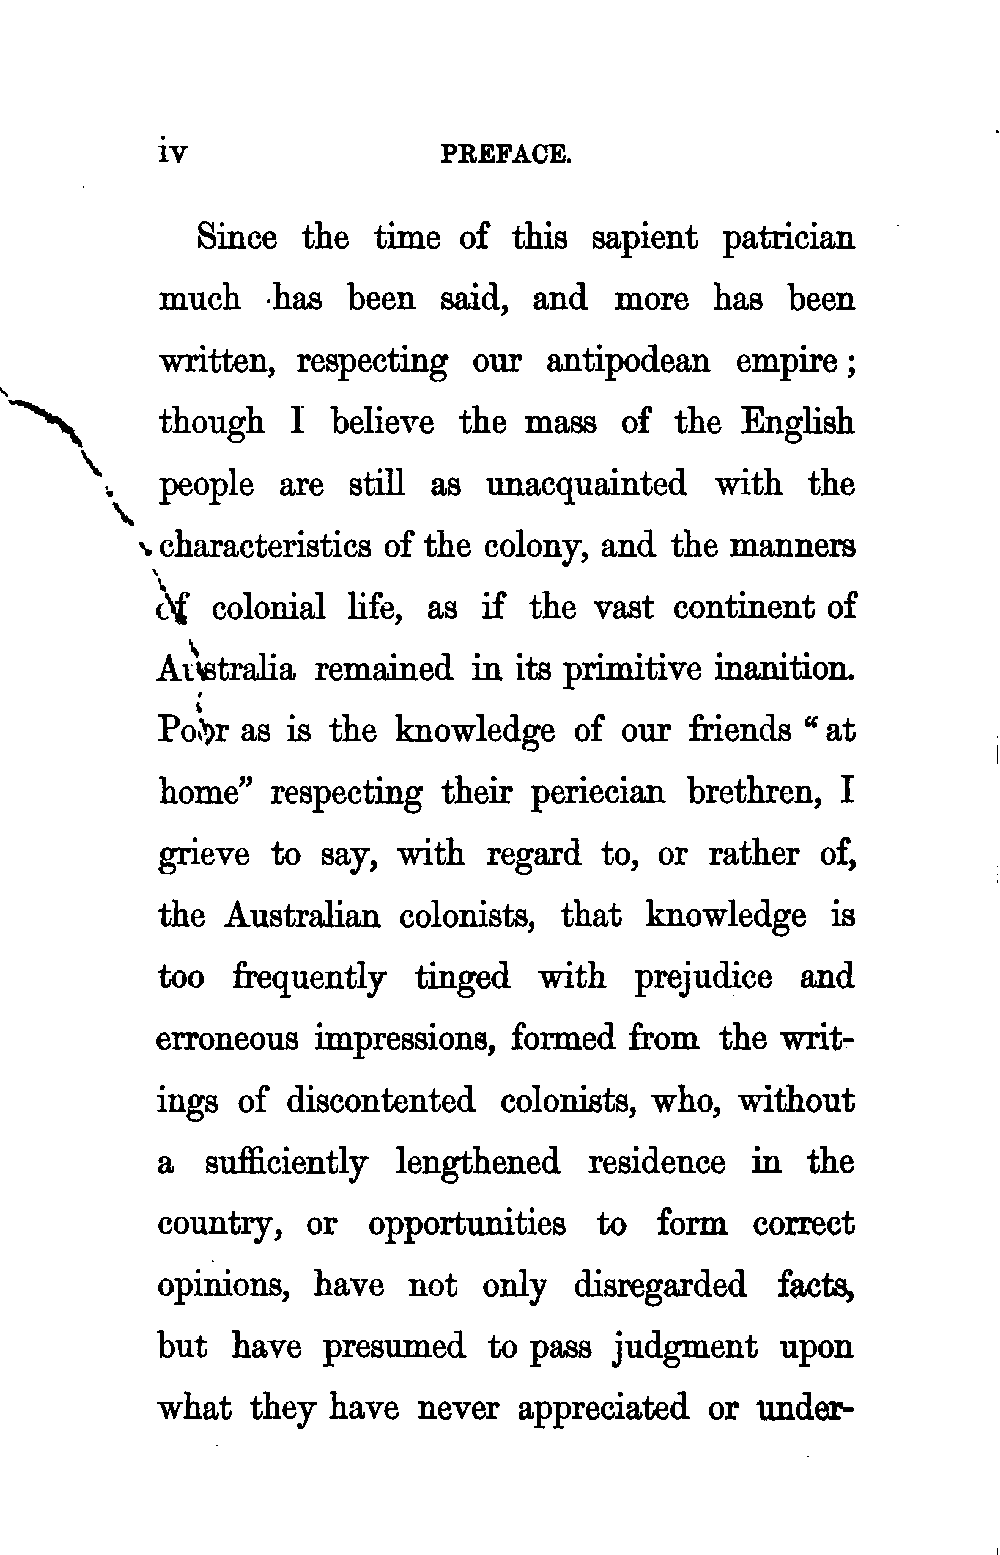 iv PREFACE.
Since the time of this sapient patrician
much has been said, and more has been
written, respecting our antipodean empire ;
though I believe the mass of the English
people are still as unacquainted with the
characteristics of the colony, and the manners
of colonial life, as if the vast continent of
Australia remained in its primitive inanition.
Poor as is the knowledge of our friends “at
home” respecting their periecian brethren, I
grieve to say, with regard to, or rather of,
the Australian colonists, that knowledge is
too frequently tinged with prejudice and
erroneous impressions, formed from the writ-
ings of discontented colonists, who, without
a sufficiently lengthened residence in the
country, or opportunities to form correct
opinions, have not only disregarded facts,
but have presumed to pass judgment upon
what they have never appreciated or under-